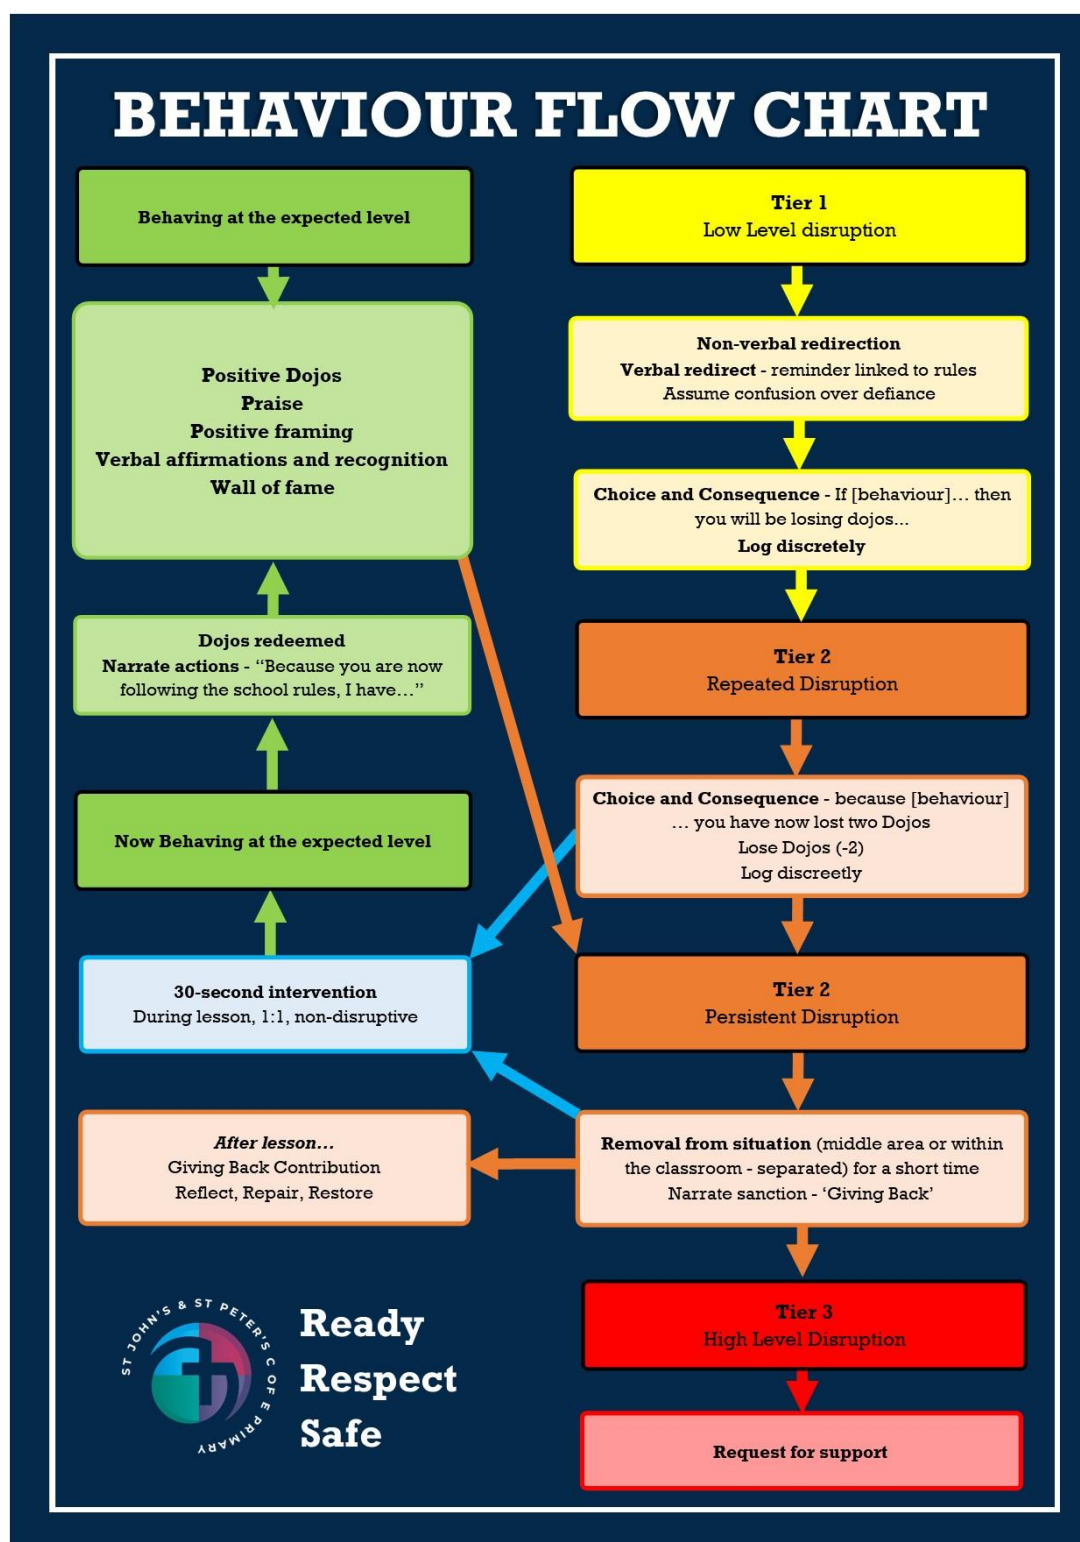 BEHAVIOUR FLOW CHART
Behaving at the expected level
Positive Dojos
Praise
Positive framing
Verbal affirmations and recognition
Wall of fame
Dojos redeemed
Narrate actions - “Because you are now
following the school rules, I have…”
Now Behaving at the expected level
30-second intervention
During lesson, 1:1, non-disruptive
After lesson…
Giving Back Contribution
Reflect, Repair, Restore
Tier 1
Low Level disruption
Non-verbal redirection
Verbal redirect - reminder linked to rules
Assume confusion over defiance
Choice and Consequence - If [behaviour]… then
you will be losing dojos...
Log discretely
Tier 2
Repeated Disruption
Choice and Consequence - because [behaviour]
… you have now lost two Dojos
Lose Dojos (-2)
Log discreetly
Tier 2
Persistent Disruption
Removal from situation (middle area or within
the classroom - separated) for a short time
Narrate sanction - ‘Giving Back’
Tier 3
High Level Disruption
Request for support
ST JOHN'S & ST PETER'S C OF E PRIMARY
Ready
Respect
Safe